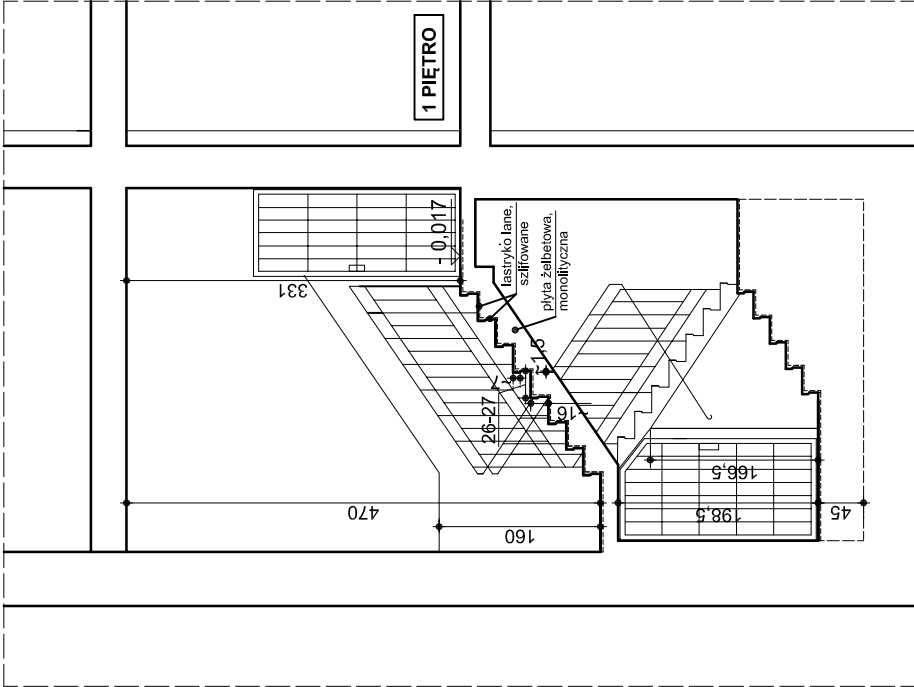 1 PIĘTRO
- 0,017
lastryko lane,
szlifowane
płyta żelbetowa,
monolityczna
331
~1,5
7
26-27
~16
166,5
198,5
470
160
45